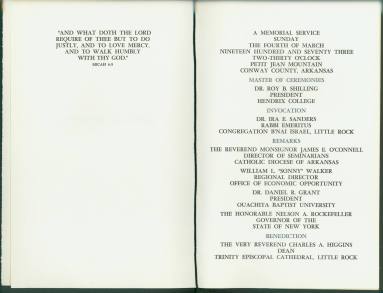 "AND WHAT DOTH THE LORD
REQUIRE OF THEE BUT TO DO
JUSTLY, AND TO LOVE MERCY,
AND TO WALK HUMBLY
WITH THY GOD."
MICAH 6:8
A MEMORIAL SERVICE
SUNDAY
THE FOURTH OF MARCH
NINETEEN HUNDRED AND SEVENTY THREE
TWO-THIRTY O'CLOCK
PETIT JEAN MOUNTAIN
CONWAY COUNTY, ARKANSAS
MASTER OF CEREMONIES
DR. ROY B. SHILLING
PRESIDENT
HENDRIX COLLEGE
INVOCATION
DR. IRA E. SANDERS
RABBI EMERITUS
CONGREGATION B'NAI ISRAEL, LITTLE ROCK
REMARKS
THE REVEREND MONSIGNOR JAMES E. O'CONNELL
DIRECTOR OF SEMINARIANS
CATHOLIC DIOCESE OF ARKANSAS
WILLIAM L. "SONNY" WALKER
REGIONAL DIRECTOR
OFFICE OF ECONOMIC OPPORTUNITY
DR. DANIEL R. GRANT
PRESIDENT
OUACHITA BAPTIST UNIVERSITY
THE HONORABLE NELSON A. ROCKEFELLER
GOVERNOR OF THE
STATE OF NEW YORK
BENEDICTION
THE VERY REVEREND CHARLES A. HIGGINS
DEAN
TRINITY EPISCOPAL CATHEDRAL, LITTLE ROCK